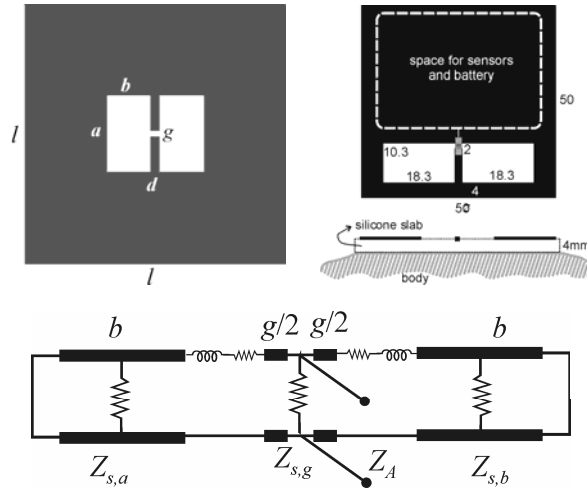 b
a
g
l
d
l
space for sensors
and battery
50
10.3
2
18.3
18.3
4
50
silicone slab
4mm
body
b
g/2
g/2
b
Z_{s,a}
Z_{s,g}
Z_A
Z_{s,b}